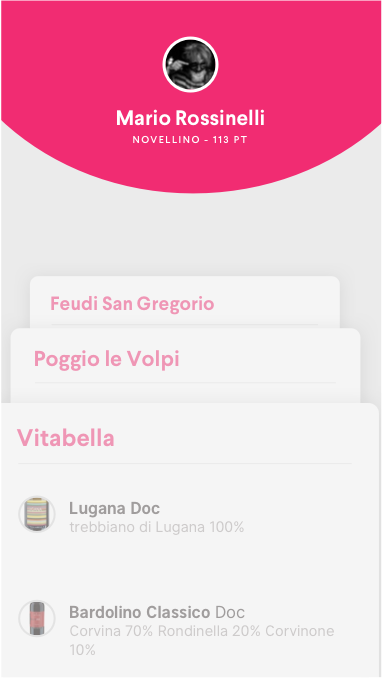 Mario Rossinelli
NOVELLINO - 113 PT
Feudi San Gregorio
Poggio le Volpi
Vitabella
Lugana Doc
trebbiano di Lugana 100%
Bardolino Classico Doc
Corvina 70% Rondinella 20% Corvinone
10%